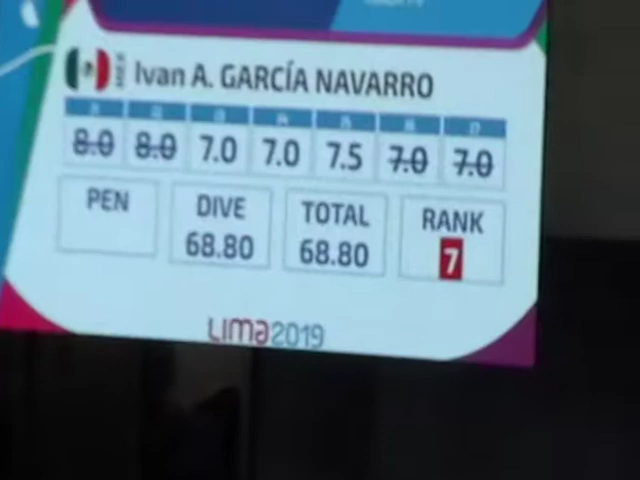 Ivan A. GARCÍA NAVARRO
8.0 8.0 7.0 7.0 7.5 7.0 7.0
PEN DIVE TOTAL RANK
68.80 68.80 7
LIMA2019